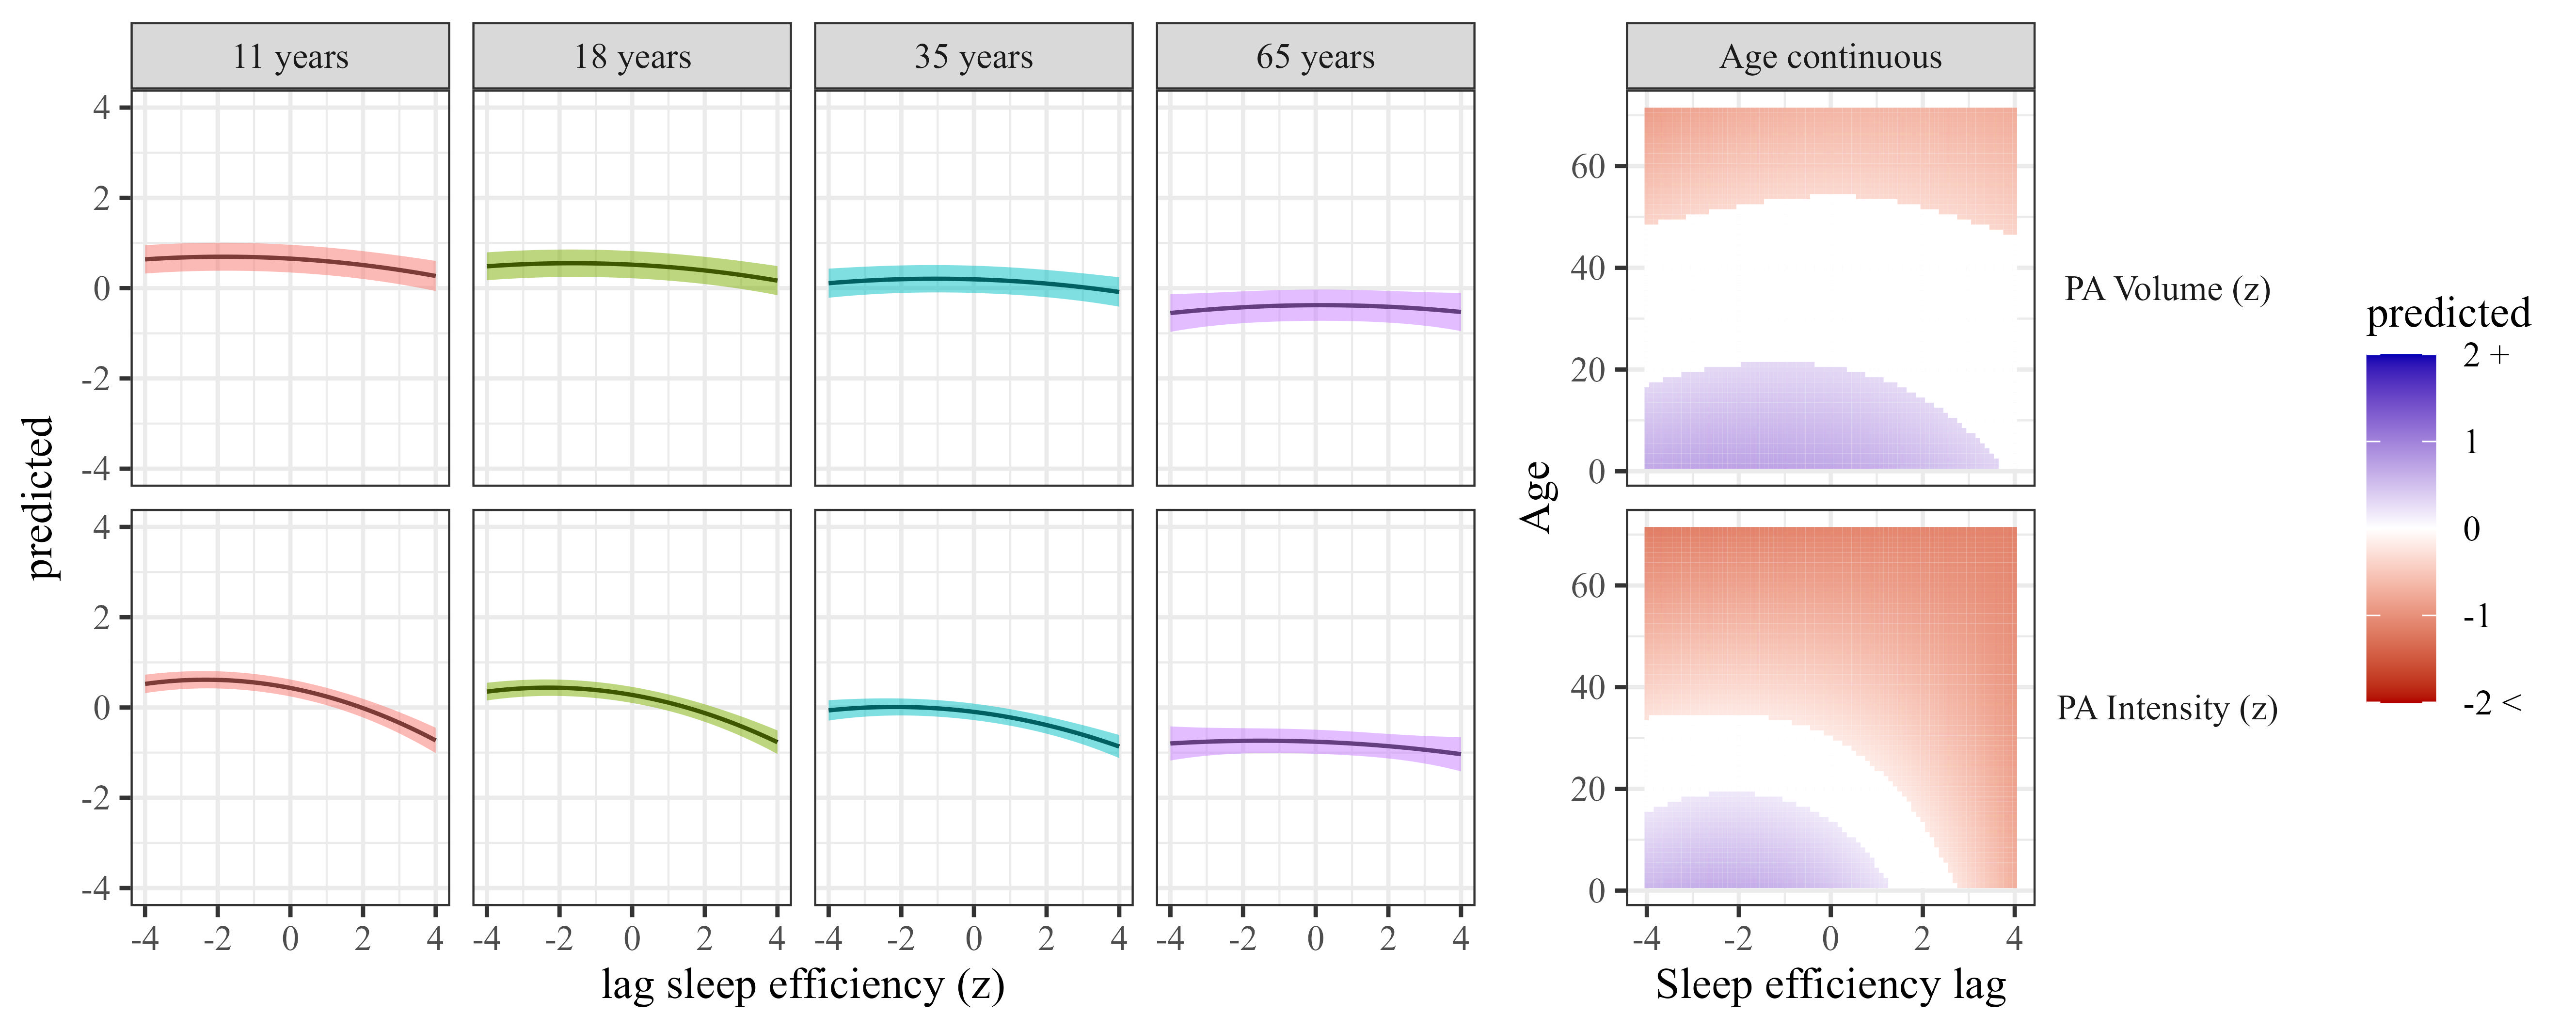 11 years
18 years
35 years
65 years
Age continuous
4
2
0
-2
-4
60
40
20
0
PA Volume (z)
predicted
2 +
1
0
-1
-2 <
predicted
Age
4
2
0
-2
-4
60
40
20
0
PA Intensity (z)
-4 -2 0 2 4
-4 -2 0 2 4
-4 -2 0 2 4
-4 -2 0 2 4
-4 -2 0 2 4
lag sleep efficiency (z)
Sleep efficiency lag